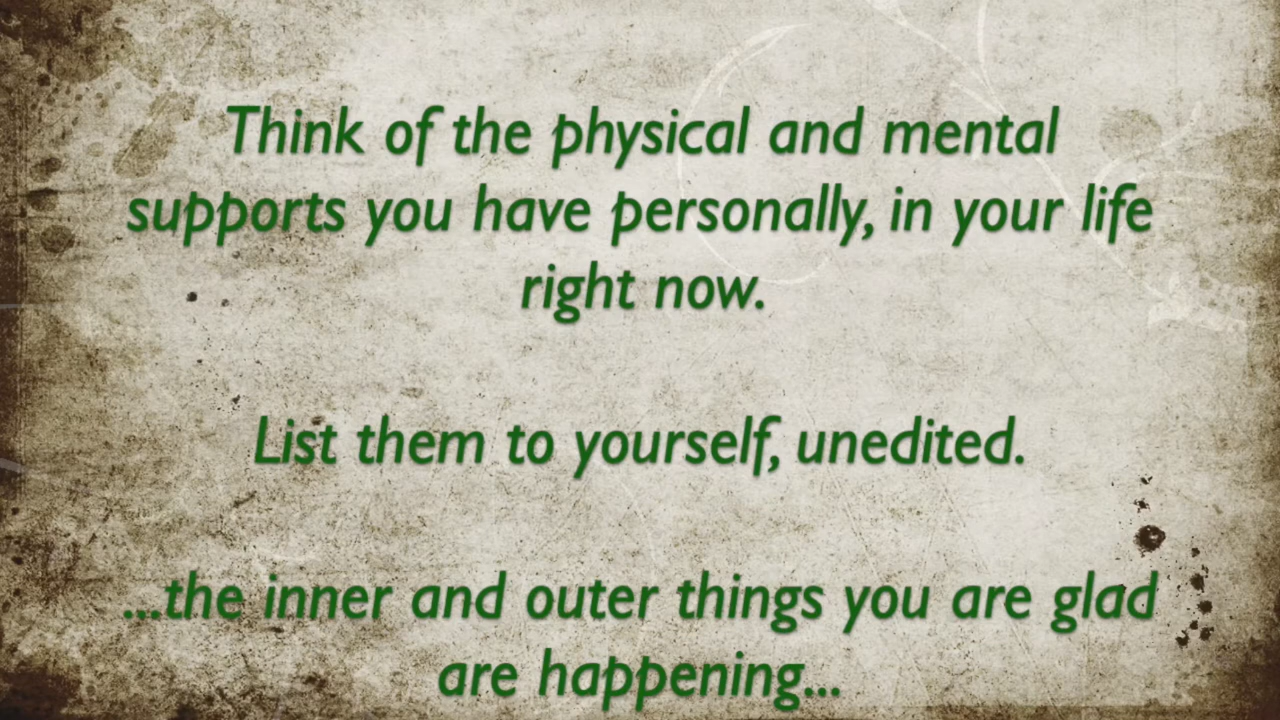 Think of the physical and mental
supports you have personally, in your life
right now.
List them to yourself, unedited.
...the inner and outer things you are glad
are happening...